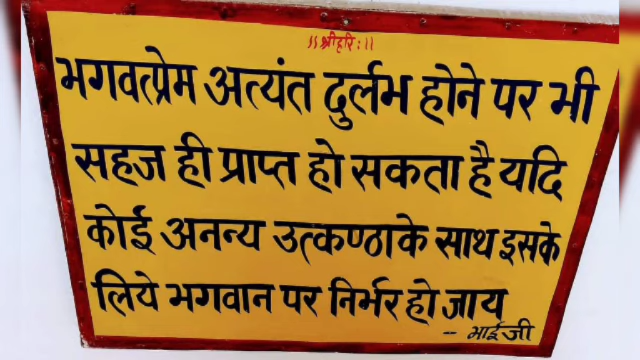 ॥श्रीहरि:॥
भगवत्प्रेम अत्यंत दुर्लभ होने पर भी
सहज ही प्राप्त हो सकता है यदि
कोई अनन्य उत्कण्ठाके साथ इसके
लिये भगवान पर निर्भर हो जाय
-- भाईजी